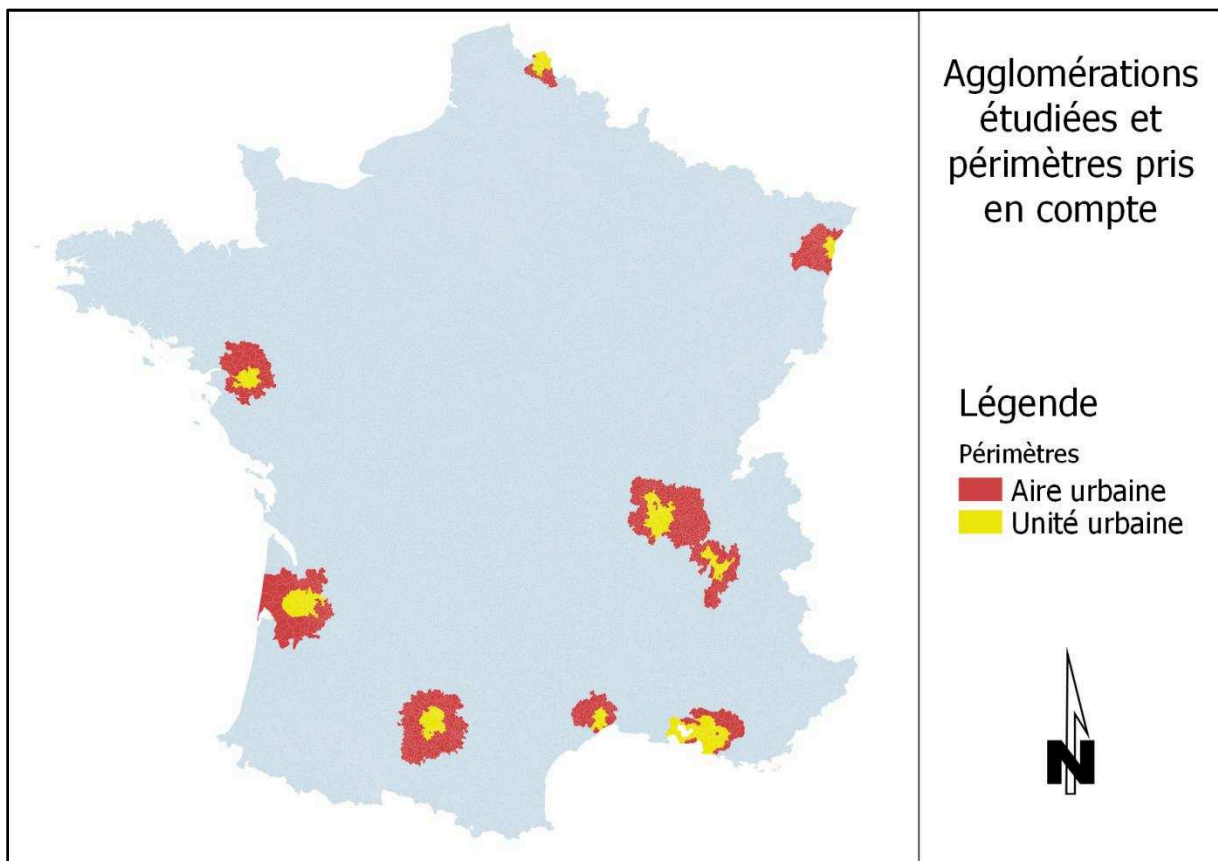 Agglomérations
étudiées et
périmètres pris
en compte
Légende
Périmètres
Aire urbaine
Unité urbaine
N